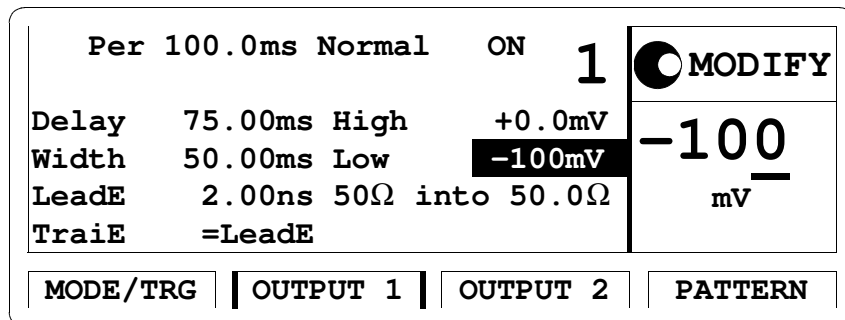 Per 100.0ms Normal ON 1
MODIFY
Delay 75.00ms High +0.0mV
Width 50.00ms Low −100mV
LeadE 2.00ns 50Ω into 50.0Ω
TraiE =LeadE
−100
mV
MODE/TRG OUTPUT 1 OUTPUT 2 PATTERN